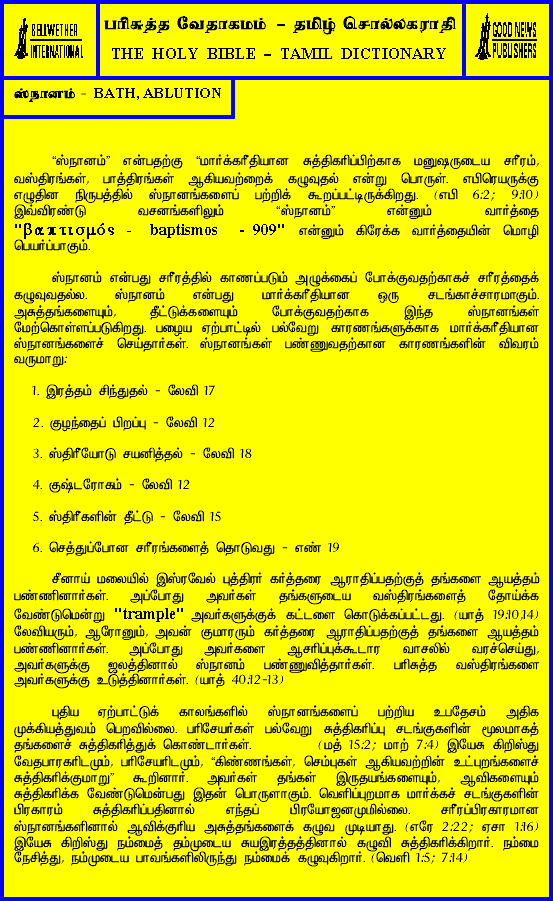 BELLWETHER
INTERNATIONAL
பரிசுத்த வேதாகமம் – தமிழ் சொல்லகராதி
THE HOLY BIBLE – TAMIL DICTIONARY
GOOD NEWS
PUBLISHERS
ஸ்நானம் - BATH, ABLUTION
“ஸ்நானம்” என்பதற்கு “மார்க்கரீதியான சுத்திகரிப்பிற்காக மனுஷருடைய சரீரம்,
வஸ்திரங்கள், பாத்திரங்கள் ஆகியவற்றைக் கழுவுதல் என்று பொருள். எபிரெயருக்கு
எழுதின நிருபத்தில் ஸ்நானங்களைப் பற்றிக் கூறப்பட்டிருக்கிறது. (எபி 6:2; 9:10)
இவ்விரண்டு வசனங்களிலும் “ஸ்நானம்” என்னும் வார்த்தை
"βαπτισμός - baptismos - 909" என்னும் கிரேக்க வார்த்தையின் மொழி
பெயர்ப்பாகும்.
ஸ்நானம் என்பது சரீரத்தில் காணப்படும் அழுக்கைப் போக்குவதற்காகச் சரீரத்தைக்
கழுவுவதல்ல. ஸ்நானம் என்பது மார்க்கரீதியான ஒரு சடங்காச்சாரமாகும்.
அசுத்தங்களையும், தீட்டுக்களையும் போக்குவதற்காக இந்த ஸ்நானங்கள்
மேற்கொள்ளப்படுகிறது. பழைய ஏற்பாட்டில் பல்வேறு காரணங்களுக்காக மார்க்கரீதியான
ஸ்நானங்களைச் செய்தார்கள். ஸ்நானங்கள் பண்ணுவதற்கான காரணங்களின் விவரம்
வருமாறு:
1. இரத்தம் சிந்துதல் – லேவி 17
2. குழந்தைப் பிறப்பு – லேவி 12
3. ஸ்திரீயோடு சயனித்தல் – லேவி 18
4. குஷ்டரோகம் – லேவி 12
5. ஸ்திரீகளின் தீட்டு – லேவி 15
6. செத்துப்போன சரீரங்களைத் தொடுவது – எண் 19
சீனாய் மலையில் இஸ்ரவேல் புத்திரர் கர்த்தரை ஆராதிப்பதற்குத் தங்களை ஆயத்தம்
பண்ணினார்கள். அப்போது அவர்கள் தங்களுடைய வஸ்திரங்களைத் தோய்க்க
வேண்டுமென்று "trample" அவர்களுக்குக் கட்டளை கொடுக்கப்பட்டது. (யாத் 19:10,14)
லேவியரும், ஆரோனும், அவன் குமாரரும் கர்த்தரை ஆராதிப்பதற்குத் தங்களை ஆயத்தம்
பண்ணினார்கள். அப்போது அவர்களை ஆசரிப்புக்கூடார வாசலில் வரச்செய்து,
அவர்களுக்கு ஜலத்தினால் ஸ்நானம் பண்ணுவித்தார்கள். பரிசுத்த வஸ்திரங்களை
அவர்களுக்கு உடுத்தினார்கள். (யாத் 40:12-13)
புதிய ஏற்பாட்டுக் காலங்களில் ஸ்நானங்களைப் பற்றிய உபதேசம் அதிக
முக்கியத்துவம் பெறவில்லை. பரிசேயர்கள் பல்வேறு சுத்திகரிப்பு சடங்குகளின் மூலமாகத்
தங்களைச் சுத்திகரித்துக் கொண்டார்கள். (மத் 15:2; மாற் 7:4) இயேசு கிறிஸ்து
வேதபாரகரிடமும், பரிசேயரிடமும், “கிண்ணங்கள், செம்புகள் ஆகியவற்றின் உட்புறங்களைச்
சுத்திகரிக்குமாறு” கூறினார். அவர்கள் தங்கள் இருதயங்களையும், ஆவிகளையும்
சுத்திகரிக்க வேண்டுமென்பது இதன் பொருளாகும். வெளிப்புறமாக மார்க்கச் சடங்குகளின்
பிரகாரம் சுத்திகரிப்பதினால் எந்தப் பிரயோஜனமுமில்லை. சரீரப்பிரகாரமான
ஸ்நானங்களினால் ஆவிக்குரிய அசுத்தங்களைக் கழுவ முடியாது. (எரே 2:22; ஏசா 1:16)
இயேசு கிறிஸ்து நம்மைத் தம்முடைய சுயஇரத்தத்தினால் கழுவி சுத்திகரிக்கிறார். நம்மை
நேசித்து, நம்முடைய பாவங்களிலிருந்து நம்மைக் கழுவுகிறார். (வெளி 1:5; 7:14)